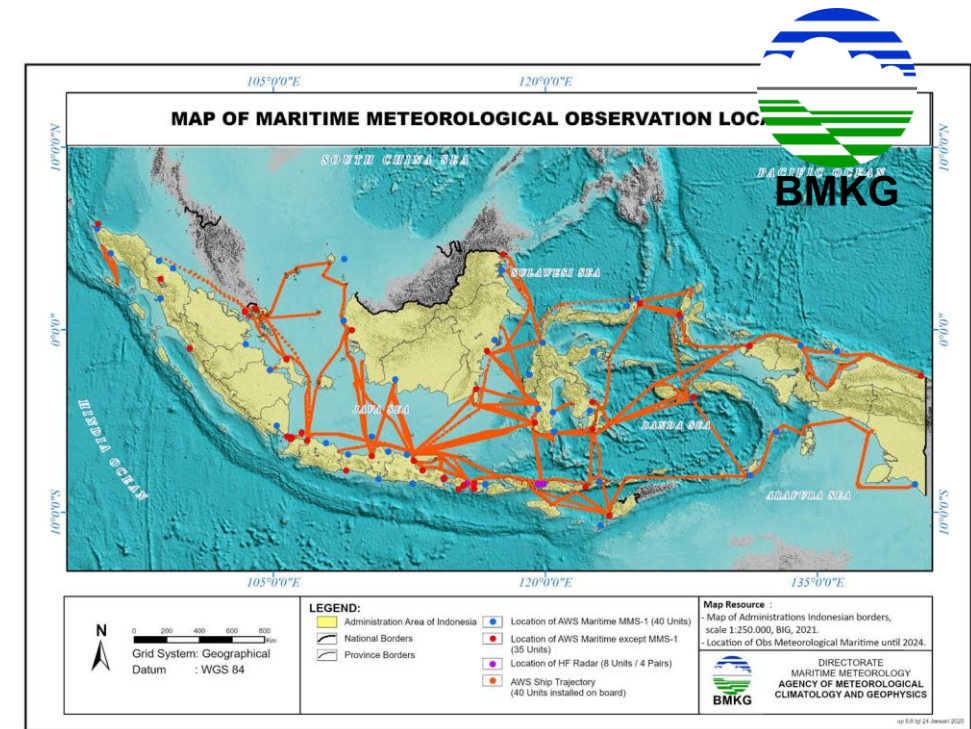 BMKG
105°0'0"E
120°0'0"E
MAP OF MARITIME METEOROLOGICAL OBSERVATION LOCA
10°0'0"N
10°0'0"N
SOUTH CHINA SEA
PACIFIC OCEAN
SULAWESI SEA
0°0'0"
0°0'0"
JAVA SEA
BANDA SEA
HINDIA OCEAN
ARAFURA SEA
10°0'0"S
10°0'0"S
105°0'0"E
120°0'0"E
135°0'0"E
N
0 200 400 600 800
Km
Grid System: Geographical
Datum : WGS 84
LEGEND:
Administration Area of Indonesia
National Borders
Province Borders
Location of AWS Maritime MMS-1 (40 Units)
Location of AWS Maritime except MMS-1
(35 Units)
Location of HF Radar (8 Units / 4 Pairs)
AWS Ship Trajectory
(40 Units installed on board)
Map Resource :
- Map of Administrations Indonesian borders,
scale 1:250.000, BIG, 2021.
- Location of Obs Meteorological Maritime until 2024.
BMKG
DIRECTORATE
MARITIME METEOROLOGY
AGENCY OF METEOROLOGICAL
CLIMATOLOGY AND GEOPHYSICS